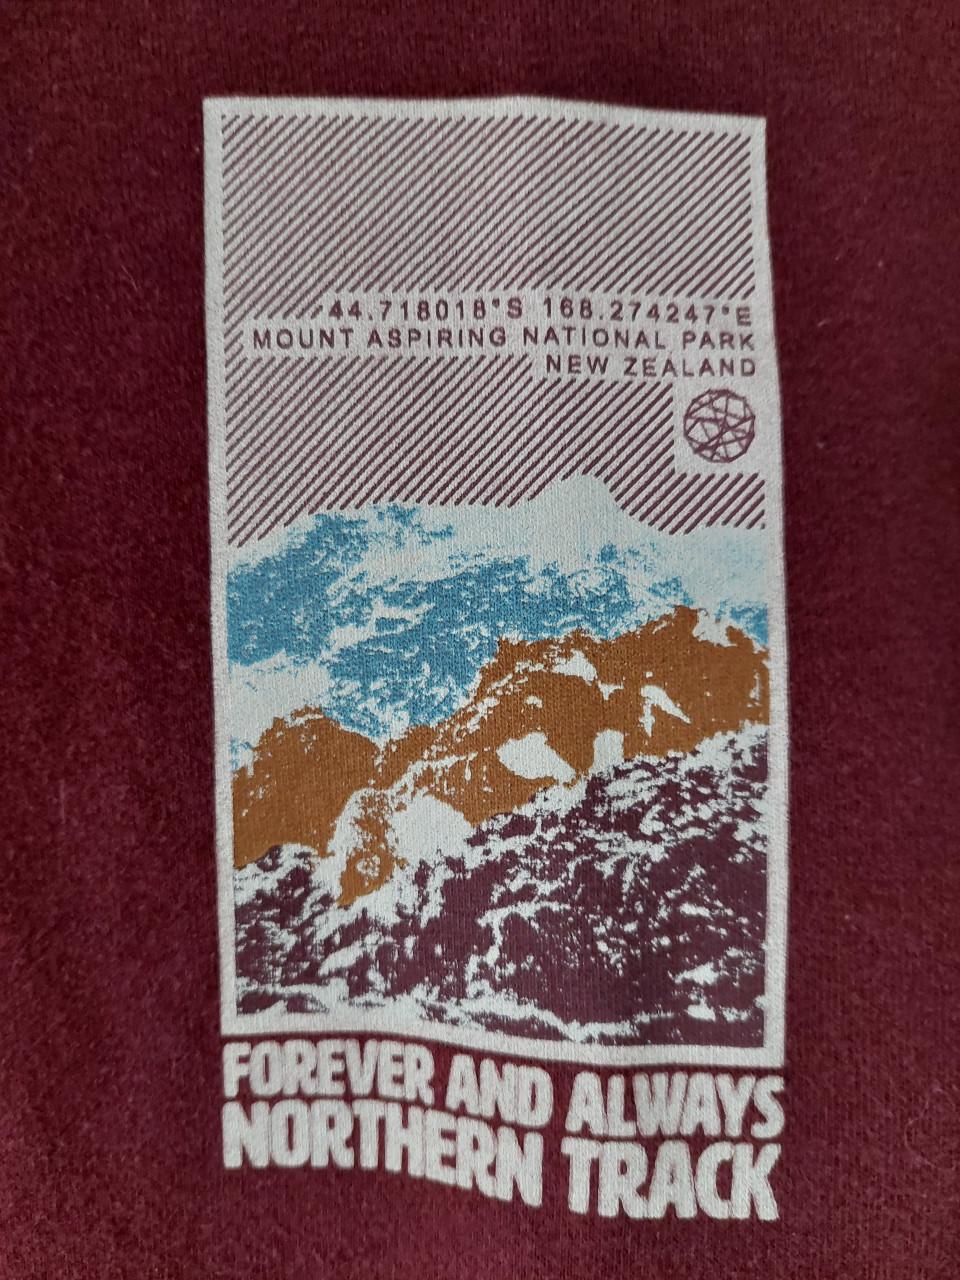 44.718018°S 168.274247°E
MOUNT ASPIRING NATIONAL PARK
NEW ZEALAND
FOREVER AND ALWAYS
NORTHERN TRACK